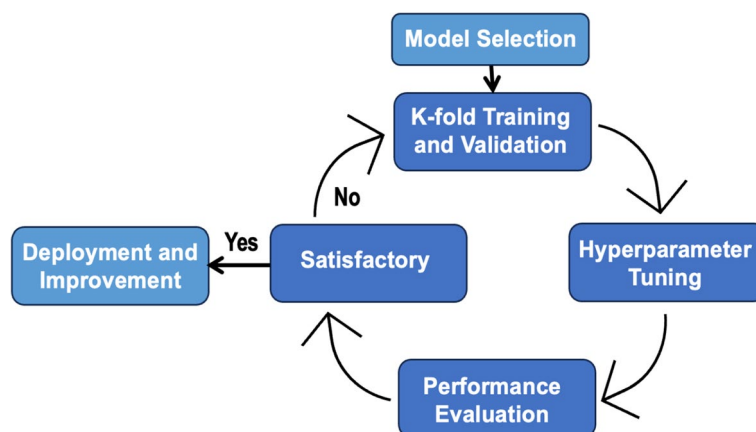 Model Selection
K-fold Training
and Validation
No
Yes
Deployment and
Improvement
Satisfactory
Hyperparameter
Tuning
Performance
Evaluation